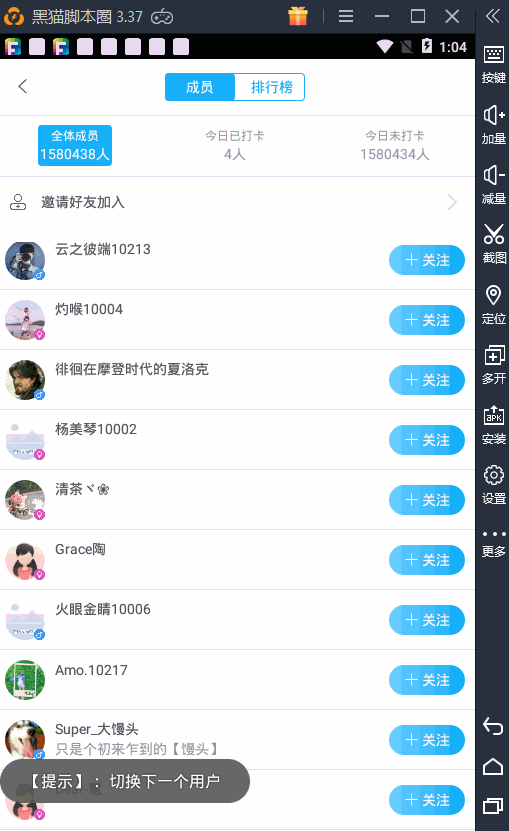 黑猫脚本圈 3.37
1:04
成员
排行榜
全体成员
1580438人
今日已打卡
4人
今日未打卡
1580434人
邀请好友加入
云之彼端10213
关注
灼喉10004
关注
徘徊在摩登时代的夏洛克
关注
杨美琴10002
关注
清茶ヾ❀
关注
Grace陶
关注
火眼金睛10006
关注
Amo.10217
关注
Super_大馒头
只是个初来乍到的【馒头】
关注
【提示】：切换下一个用户
关注
按键
加量
减量
截图
定位
多开
APK
安装
设置
更多